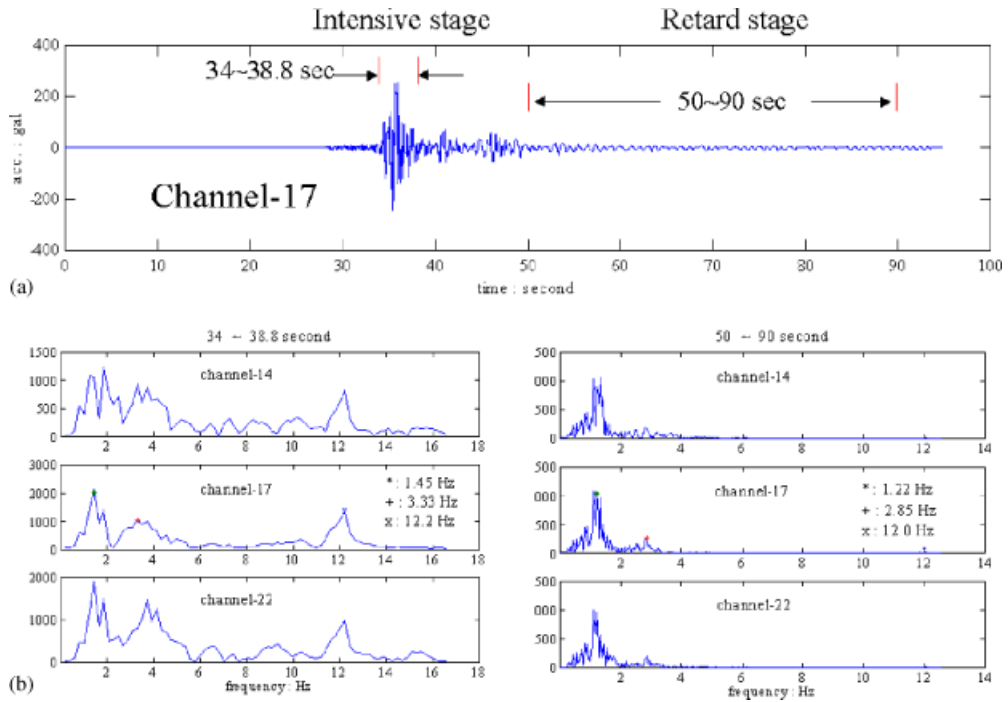 Intensive stage Retard stage
400
34~38.8 sec
200
50~90 sec
acc. : gal
0
Channel-17
-200
-400
0 10 20 30 40 50 60 70 80 90 100
(a)
time : second
34 ~ 38.8 second
1500
channel-14
1000
500
0
2 4 6 8 10 12 14 16 18
3000
channel-17
* : 1.45 Hz
2000
+ : 3.33 Hz
1000
x : 12.2 Hz
0
2 4 6 8 10 12 14 16 18
2000
channel-22
1000
0
2 4 6 8 10 12 14 16 18
(b)
frequency : Hz
50 ~ 90 second
500
channel-14
000
500
0
2 4 6 8 10 12 14
500
channel-17
* : 1.22 Hz
000
+ : 2.85 Hz
500
x : 12.0 Hz
0
2 4 6 8 10 12 14
500
channel-22
000
500
0
2 4 6 8 10 12 14
frequency : Hz